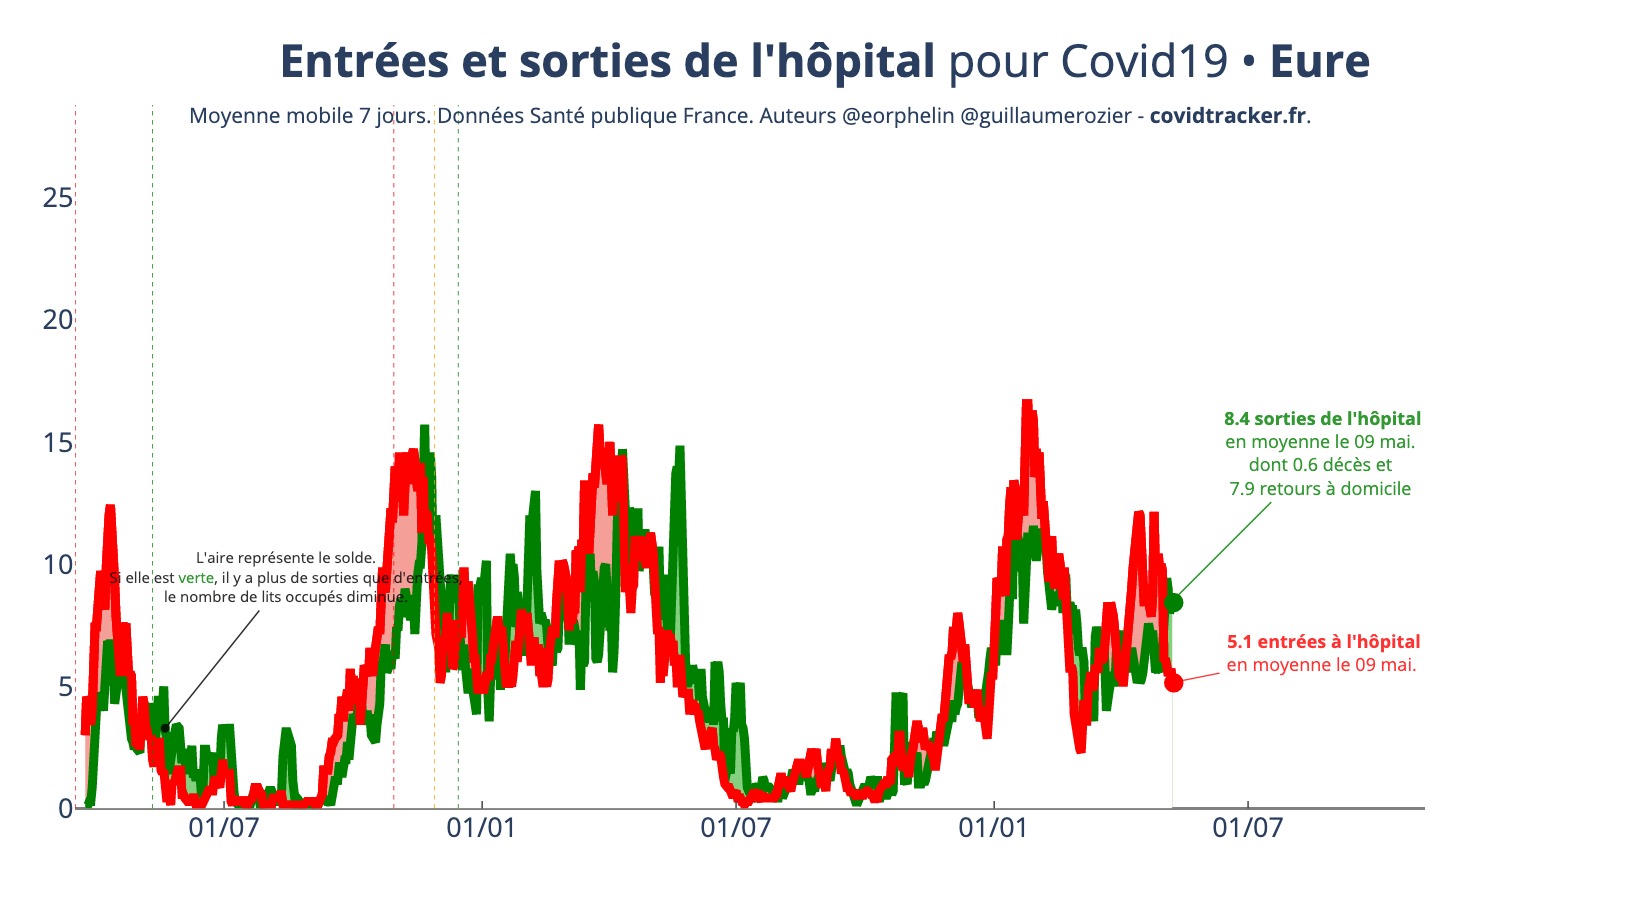 Entrées et sorties de l'hôpital pour Covid19 • Eure
Moyenne mobile 7 jours. Données Santé publique France. Auteurs @eorphelin @guillaumerozier - covidtracker.fr.
25
20
15
10
5
0
8.4 sorties de l'hôpital
en moyenne le 09 mai.
dont 0.6 décès et
7.9 retours à domicile
L'aire représente le solde.
Si elle est verte, il y a plus de sorties que d'entrées,
le nombre de lits occupés diminue.
5.1 entrées à l'hôpital
en moyenne le 09 mai.
01/07
01/01
01/07
01/01
01/07